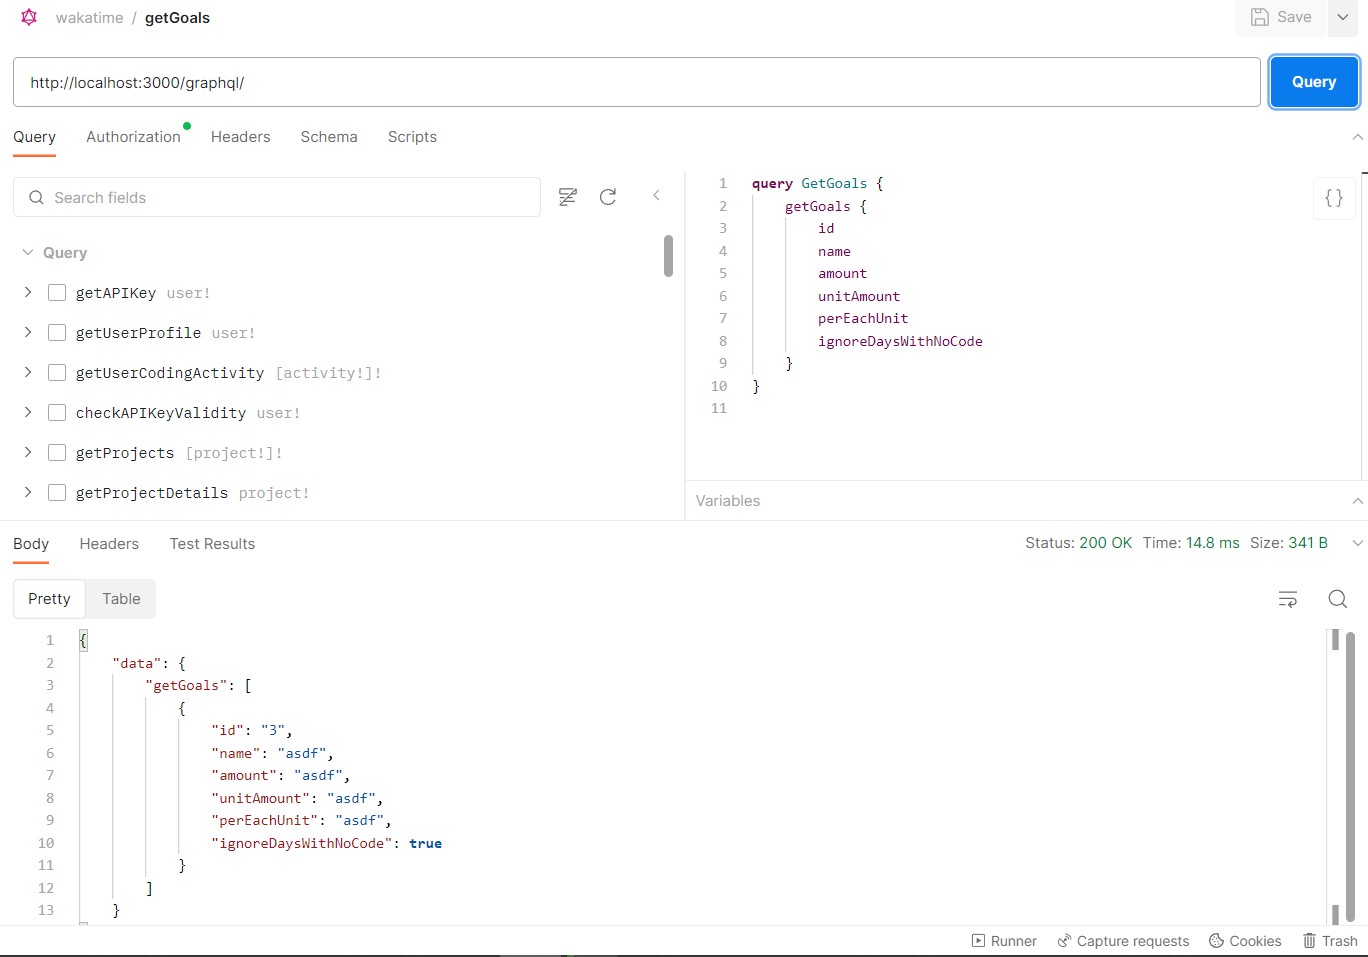 wakatime / getGoals
Save
http://localhost:3000/graphql/
Query
Query Authorization Headers Schema Scripts
Search fields
Query
getAPIKey user!
getUserProfile user!
getUserCodingActivity [activity!]!
checkAPIKeyValidity user!
getProjects [project!]!
getProjectDetails project!
1 query GetGoals {
2 getGoals {
3 id
4 name
5 amount
6 unitAmount
7 perEachUnit
8 ignoreDaysWithNoCode
9 }
10 }
11
{}
Variables
Body Headers Test Results
Status: 200 OK Time: 14.8 ms Size: 341 B
Pretty Table
1 {
2 "data": {
3 "getGoals": [
4 {
5 "id": "3",
6 "name": "asdf",
7 "amount": "asdf",
8 "unitAmount": "asdf",
9 "perEachUnit": "asdf",
10 "ignoreDaysWithNoCode": true
11 }
12 ]
13 }
Runner Capture requests Cookies Trash